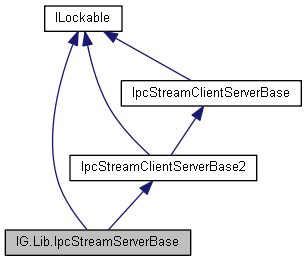 ILockable
IpcStreamClientServerBase
IpcStreamClientServerBase2
IG.Lib.IpcStreamServerBase